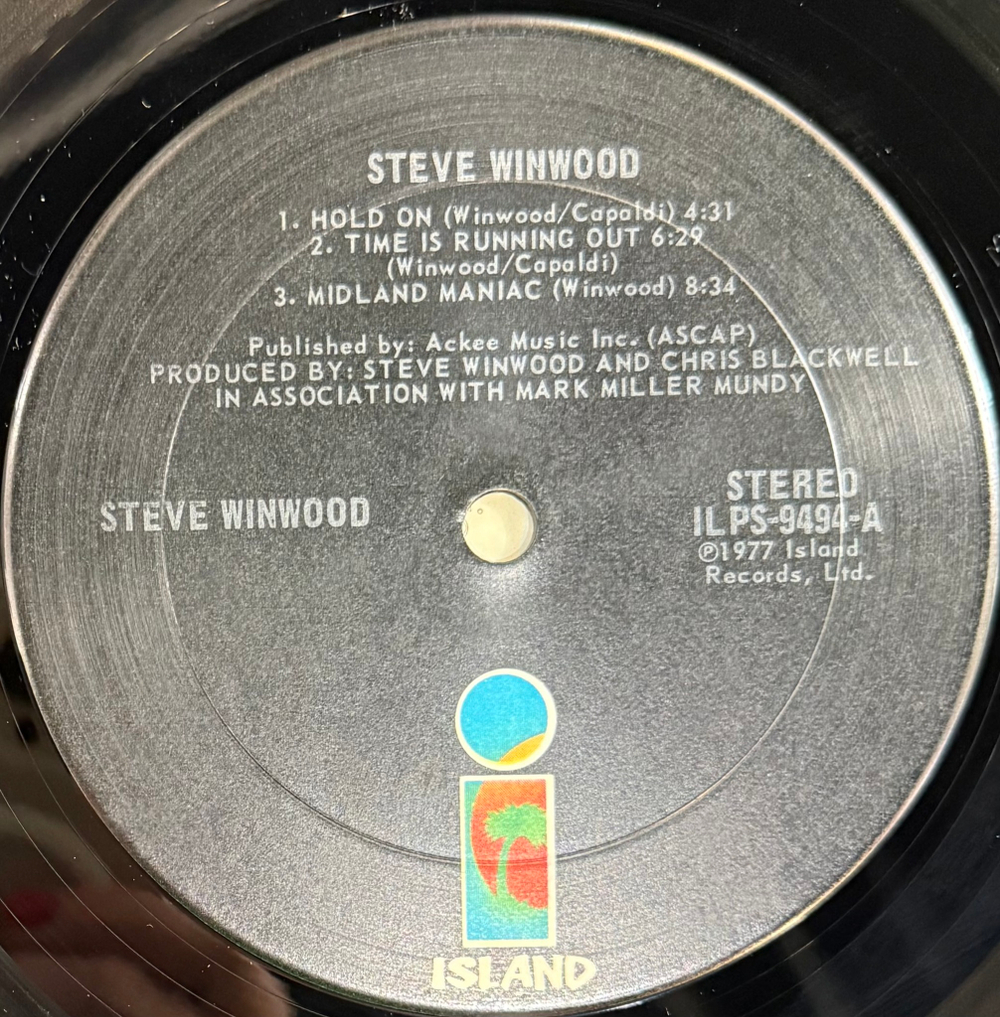 STEVE WINWOOD
1. HOLD ON (Winwood/Capaldi) 4:31
2. TIME IS RUNNING OUT 6:29
(Winwood/Capaldi)
3. MIDLAND MANIAC (Winwood) 8:34
Published by: Ackee Music Inc. (ASCAP)
PRODUCED BY: STEVE WINWOOD AND CHRIS BLACKWELL
IN ASSOCIATION WITH MARK MILLER MUNDY
STEVE WINWOOD
STEREO
ILPS-9494-A
℗1977 Island
Records, Ltd.
ISLAND